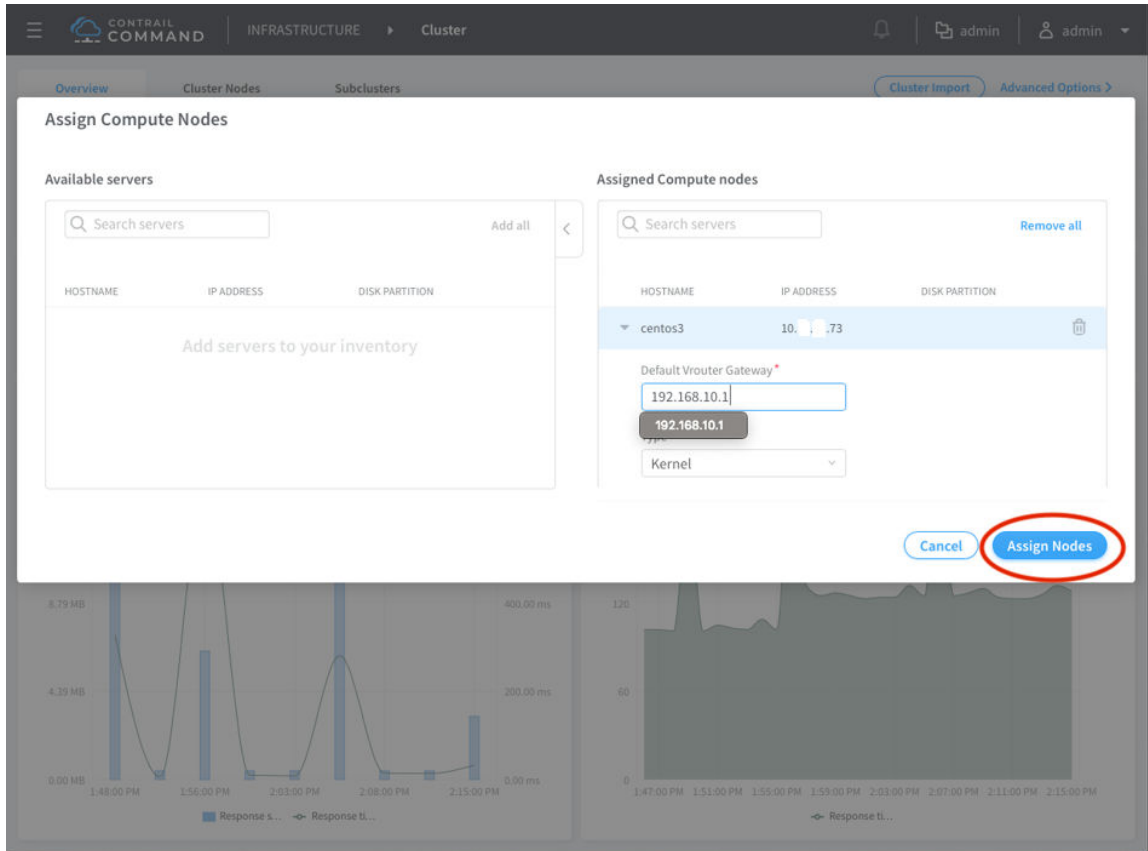 CONTRAIL
COMMAND
INFRASTRUCTURE
Cluster
admin
admin
Overview
Cluster Nodes
Subclusters
Cluster Import
Advanced Options >
Assign Compute Nodes
Available servers
Assigned Compute nodes
Search servers
Add all
Search servers
Remove all
HOSTNAME IP ADDRESS DISK PARTITION
HOSTNAME IP ADDRESS DISK PARTITION
Add servers to your inventory
centos3 10. . .73
Default Vrouter Gateway*
192.168.10.1
192.168.10.1
Type
Kernel
Cancel
Assign Nodes
8.79 MB
400.00 ms
4.39 MB
200.00 ms
0.00 MB
0.00 ms
1:48:00 PM 1:56:00 PM 2:03:00 PM 2:08:00 PM 2:15:00 PM
Response s... Response ti...
120
60
0
1:47:00 PM 1:51:00 PM 1:55:00 PM 1:59:00 PM 2:03:00 PM 2:07:00 PM 2:11:00 PM 2:15:00 PM
Response ti...